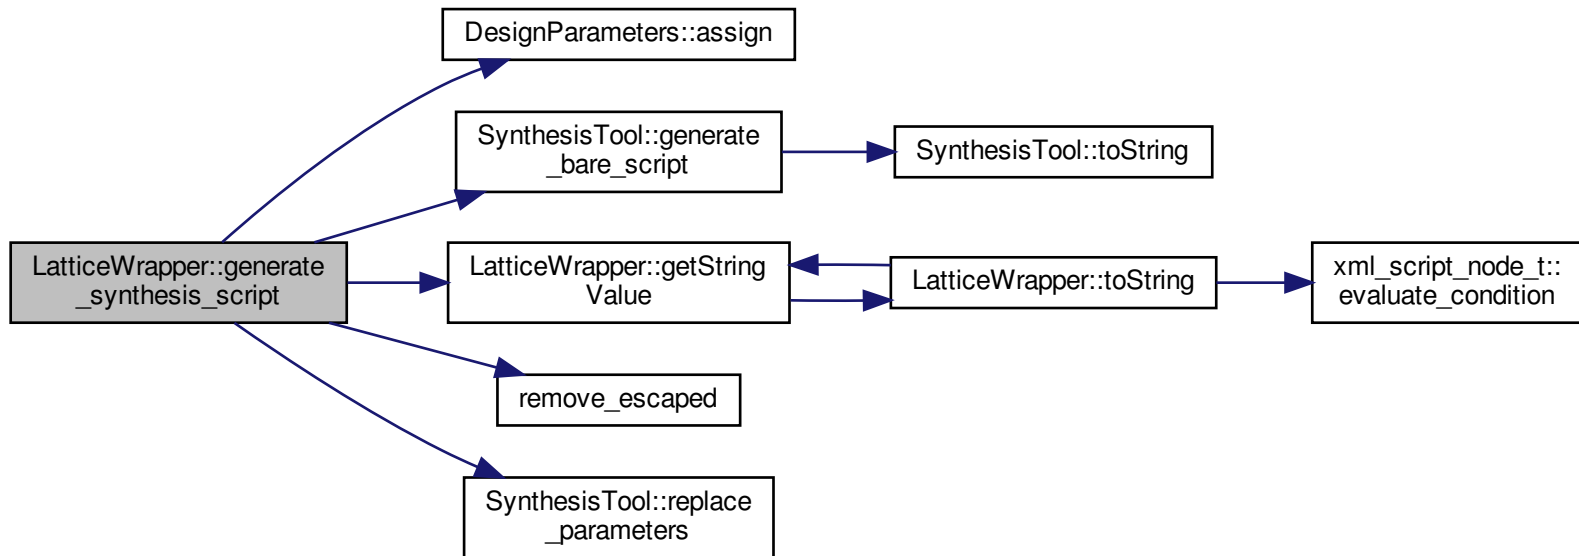 DesignParameters::assign
SynthesisTool::generate
_bare_script
SynthesisTool::toString
LatticeWrapper::generate
_synthesis_script
LatticeWrapper::getString
Value
LatticeWrapper::toString
xml_script_node_t::
evaluate_condition
remove_escaped
SynthesisTool::replace
_parameters